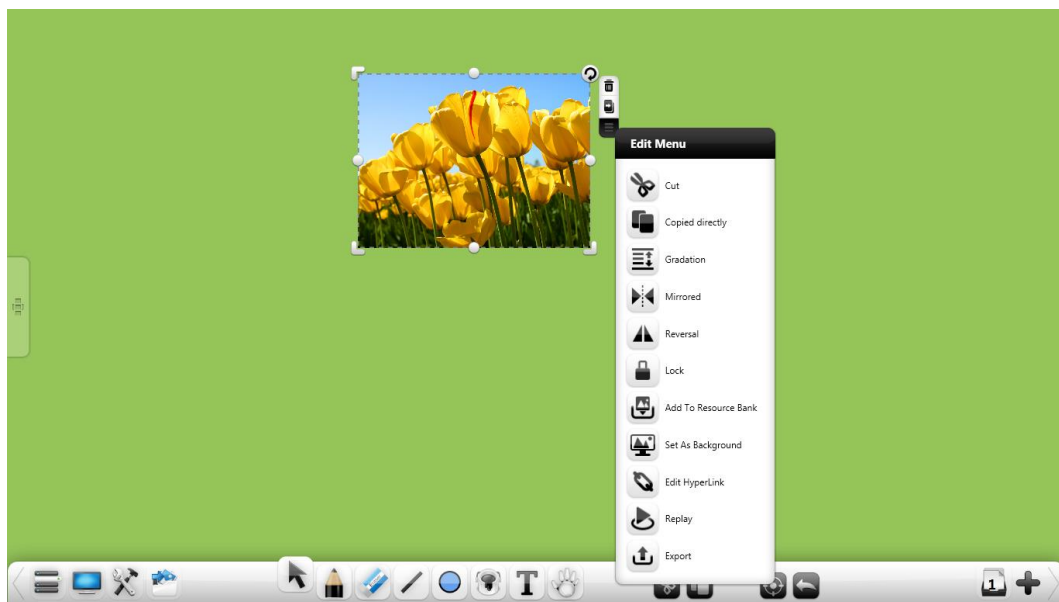 Edit Menu
Cut
Copied directly
Gradation
Mirrored
Reversal
Lock
Add To Resource Bank
Set As Background
Edit HyperLink
Replay
Export
T
1